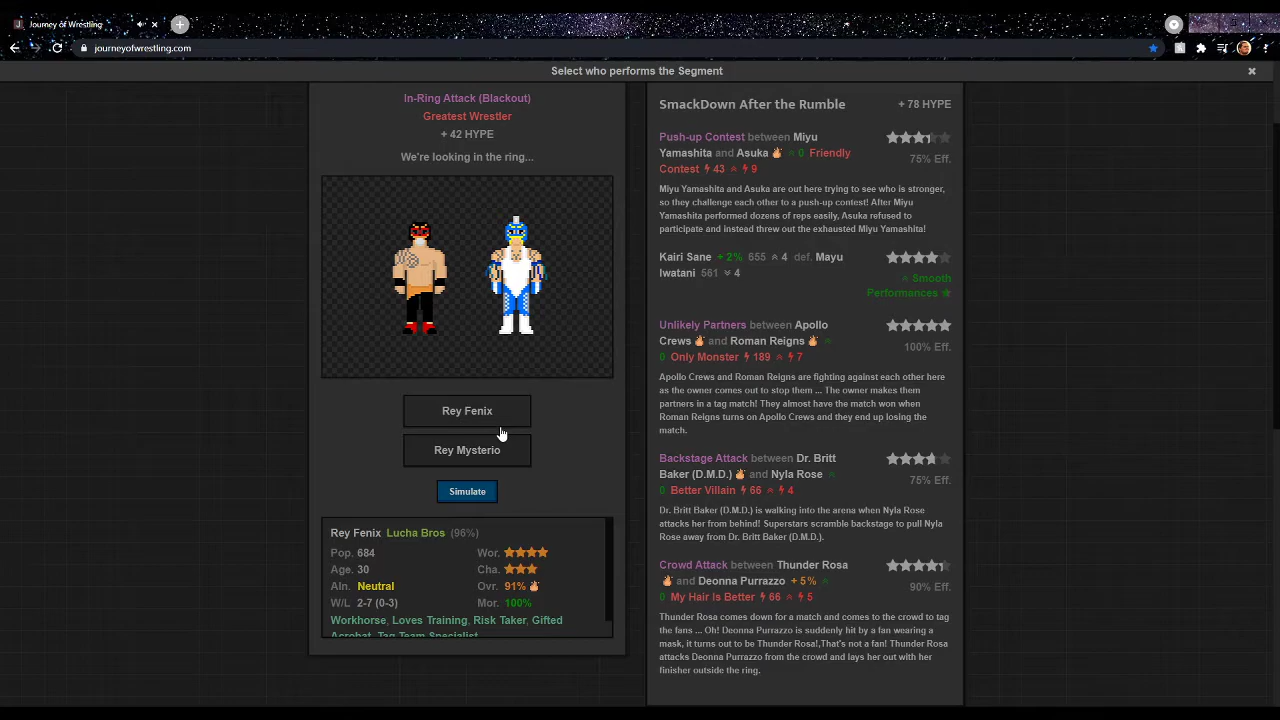 Journey of Wrestling
journeyofwrestling.com
Select who performs the Segment
In-Ring Attack (Blackout)
Greatest Wrestler
+ 42 HYPE
We're looking in the ring...
Rey Fenix
Rey Mysterio
Simulate
Rey Fenix Lucha Bros (96%)
Pop. 684 Wor.
Age. 30 Cha.
Aln. Neutral Ovr. 91%
W/L 2-7 (0-3) Mor. 100%
Workhorse, Loves Training, Risk Taker, Gifted
Acrobat, Tag Team Specialist
SmackDown After the Rumble + 78 HYPE
Push-up Contest between Miyu
Yamashita and Asuka 0 Friendly
Contest 43 9
75% Eff.
Miyu Yamashita and Asuka are out here trying to see who is stronger,
so they challenge each other to a push-up contest! After Miyu
Yamashita performed dozens of reps easily, Asuka refused to
participate and instead threw out the exhausted Miyu Yamashita!
Kairi Sane + 2% 655 4 def. Mayu
Iwatani 561 4
Smooth
Performances
Unlikely Partners between Apollo
Crews and Roman Reigns
0 Only Monster 189 7
100% Eff.
Apollo Crews and Roman Reigns are fighting against each other here
as the owner comes out to stop them ... The owner makes them
partners in a tag match! They almost have the match won when
Roman Reigns turns on Apollo Crews and they end up losing the
match.
Backstage Attack between Dr. Britt
Baker (D.M.D.) and Nyla Rose
0 Better Villain 66 4
75% Eff.
Dr. Britt Baker (D.M.D.) is walking into the arena when Nyla Rose
attacks her from behind! Superstars scramble backstage to pull Nyla
Rose away from Dr. Britt Baker (D.M.D.).
Crowd Attack between Thunder Rosa
and Deonna Purrazzo + 5%
0 My Hair Is Better 66 5
90% Eff.
Thunder Rosa comes down for a match and comes to the crowd to tag
the fans ... Oh! Deonna Purrazzo is suddenly hit by a fan wearing a
mask, it turns out to be Thunder Rosa!,That's not a fan! Thunder Rosa
attacks Deonna Purrazzo from the crowd and lays her out with her
finisher outside the ring.